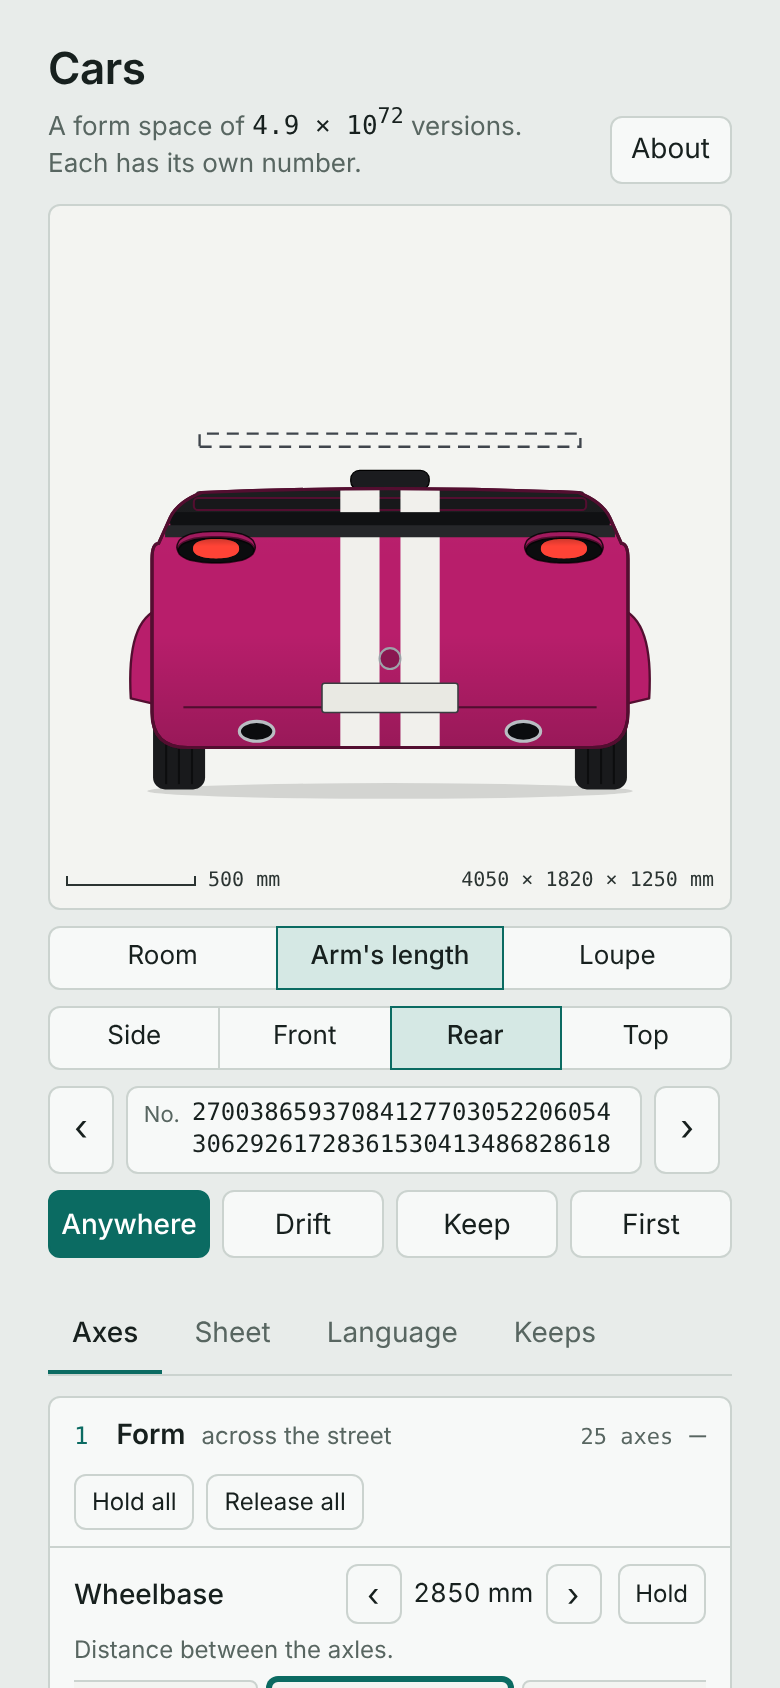 Cars
A form space of 4.9 × 10^72 versions.
Each has its own number.
About
500 mm
4050 × 1820 × 1250 mm
Room
Arm's length
Loupe
Side
Front
Rear
Top
‹
No. 27003865937084127703052206054
30629261728361530413486828618
›
Anywhere
Drift
Keep
First
Axes
Sheet
Language
Keeps
1 Form across the street
25 axes —
Hold all
Release all
Wheelbase
‹ 2850 mm ›
Hold
Distance between the axles.